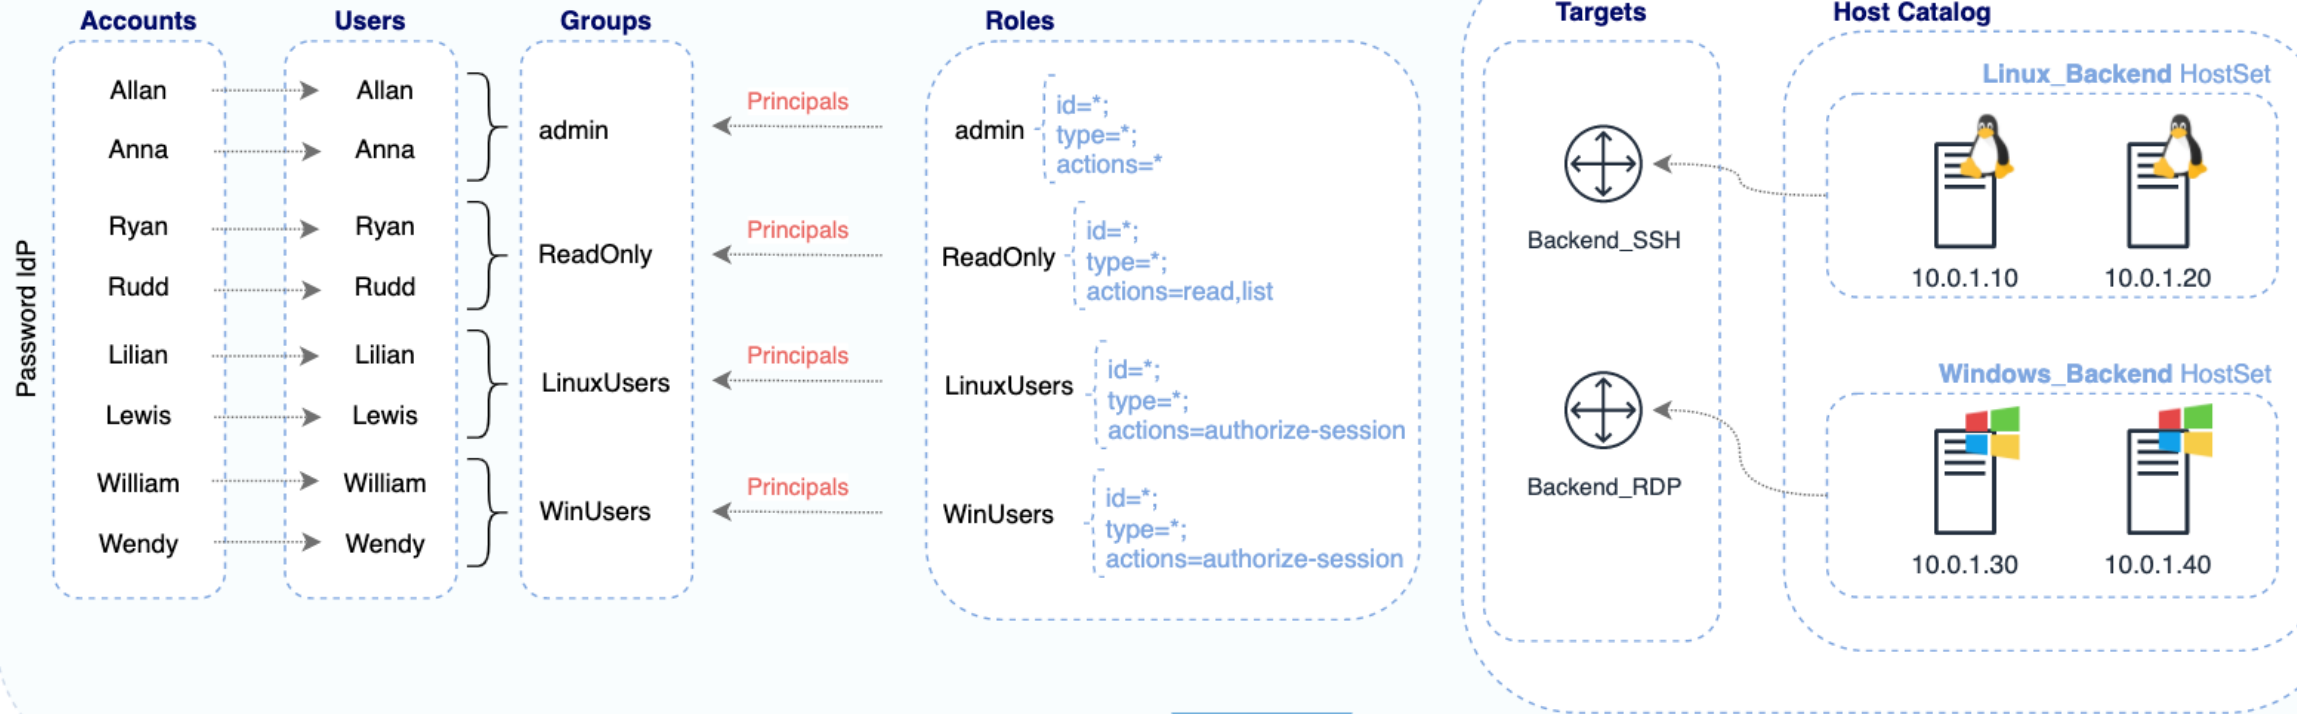 Accounts
Users
Groups
Roles
Targets
Host Catalog
Password IdP
Allan
Anna
Ryan
Rudd
Lilian
Lewis
William
Wendy
Allan
Anna
Ryan
Rudd
Lilian
Lewis
William
Wendy
admin
ReadOnly
LinuxUsers
WinUsers
Principals
Principals
Principals
Principals
admin
id=*;
type=*;
actions=*
ReadOnly
id=*;
type=*;
actions=read,list
LinuxUsers
id=*;
type=*;
actions=authorize-session
WinUsers
id=*;
type=*;
actions=authorize-session
Backend_SSH
Backend_RDP
Linux_Backend HostSet
10.0.1.10
10.0.1.20
Windows_Backend HostSet
10.0.1.30
10.0.1.40